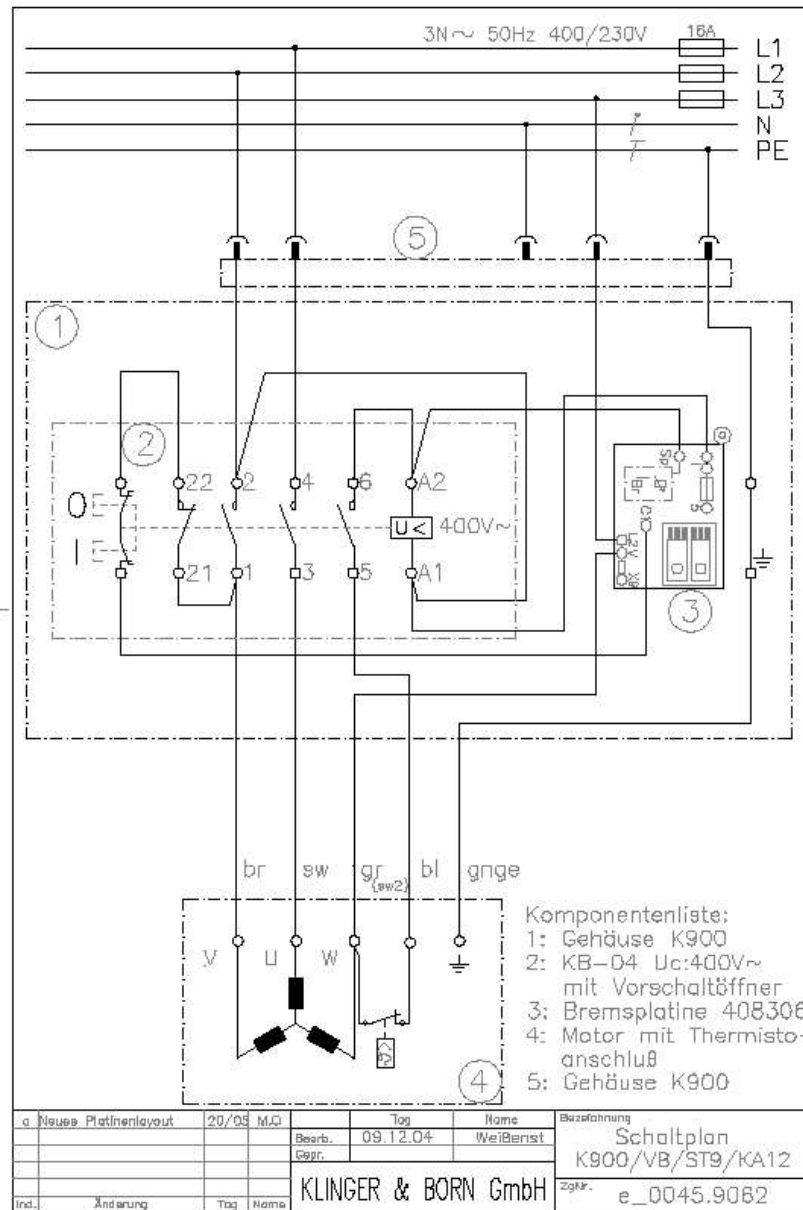 3N~ 50Hz 400/230V 16A
L1
L2
L3
N
PE
5
1
2
22 2 4 6 A2
0
U< 400V~
I
21 1 3 5 A1
Sp
3
br sw gr bl gnge
(sw2)
V U W
4
Komponentenliste:
1: Gehäuse K900
2: KB-04 Uc:400V~
mit Vorschaltöffner
3: Bremsplatine 408306
4: Motor mit Thermisto-
anschluß
5: Gehäuse K900
a Neues Platinenlayout 20/05 M.O
Tag Name
Bearb. 09.12.04 Weißenst
Gepr.
Ind. Änderung Tag Name
KLINGER & BORN GmbH
Bezeichnung
Schaltplan
K900/VB/ST9/KA12
ZgNr. e_0045.9062